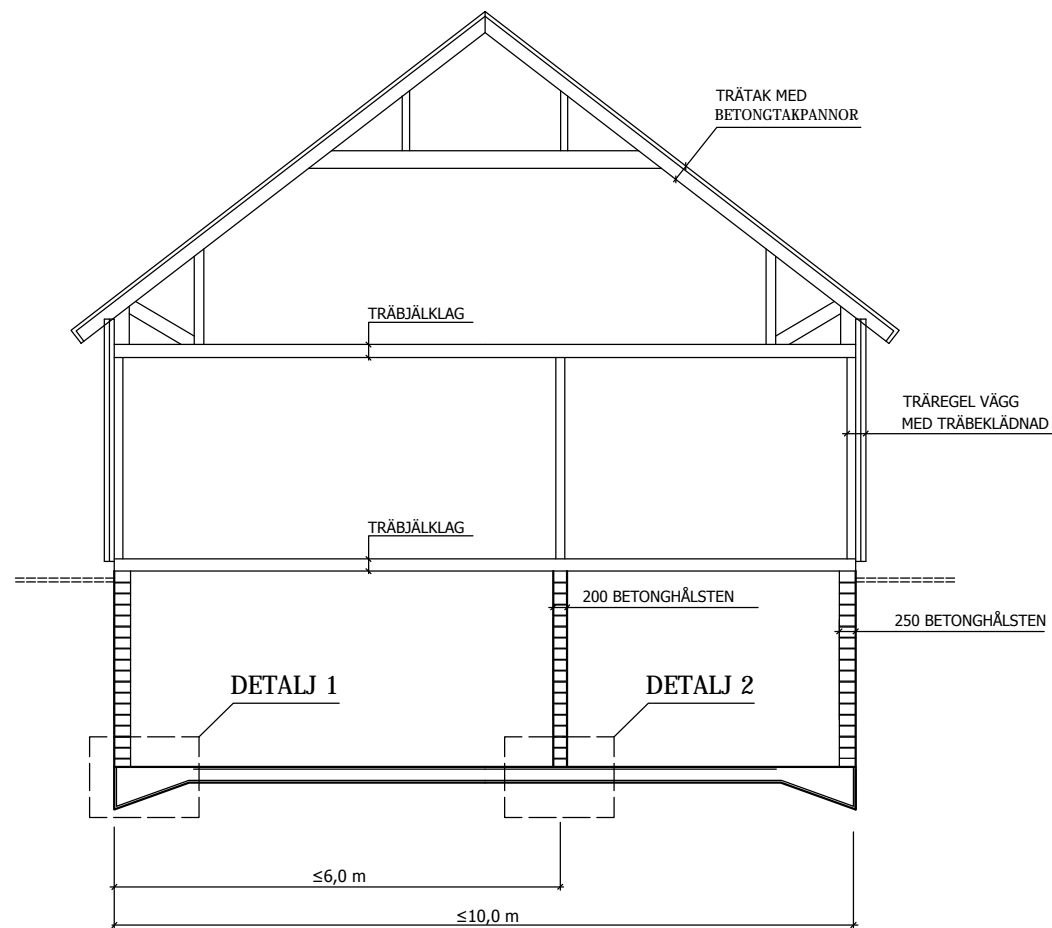 TRÄTAK MED
BETONGTAKPANNOR
TRÄBJÄLKLAG
TRÄREGEL VÄGG
MED TRÄBEKLÄDNAD
TRÄBJÄLKLAG
200 BETONGHÅLSTEN
250 BETONGHÅLSTEN
DETALJ 1
DETALJ 2
≤6,0 m
≤10,0 m